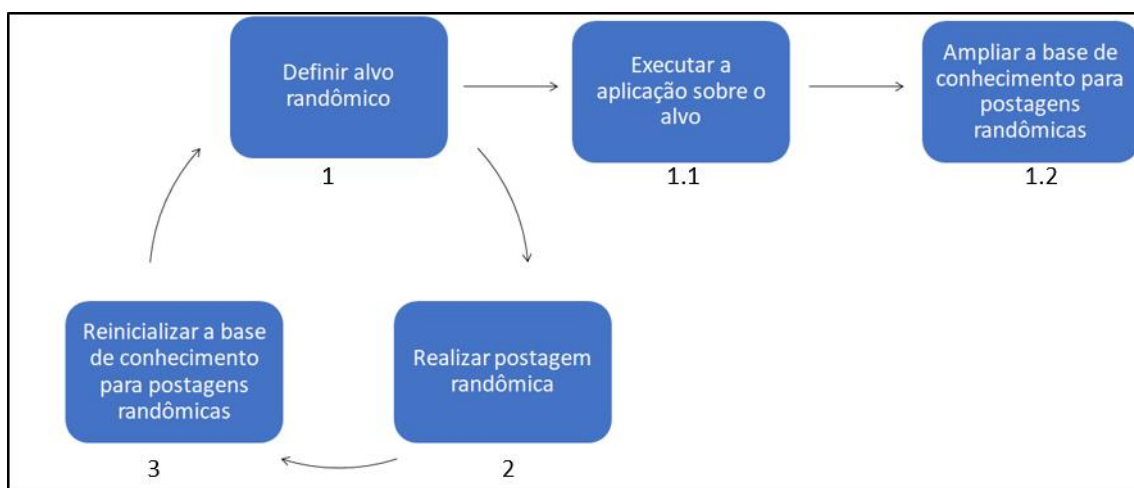 Definir alvo
randômico
1
Executar a
aplicação sobre o
alvo
1.1
Ampliar a base de
conhecimento para
postagens
randômicas
1.2
Reinicializar a base
de conhecimento
para postagens
randômicas
3
Realizar postagem
randômica
2